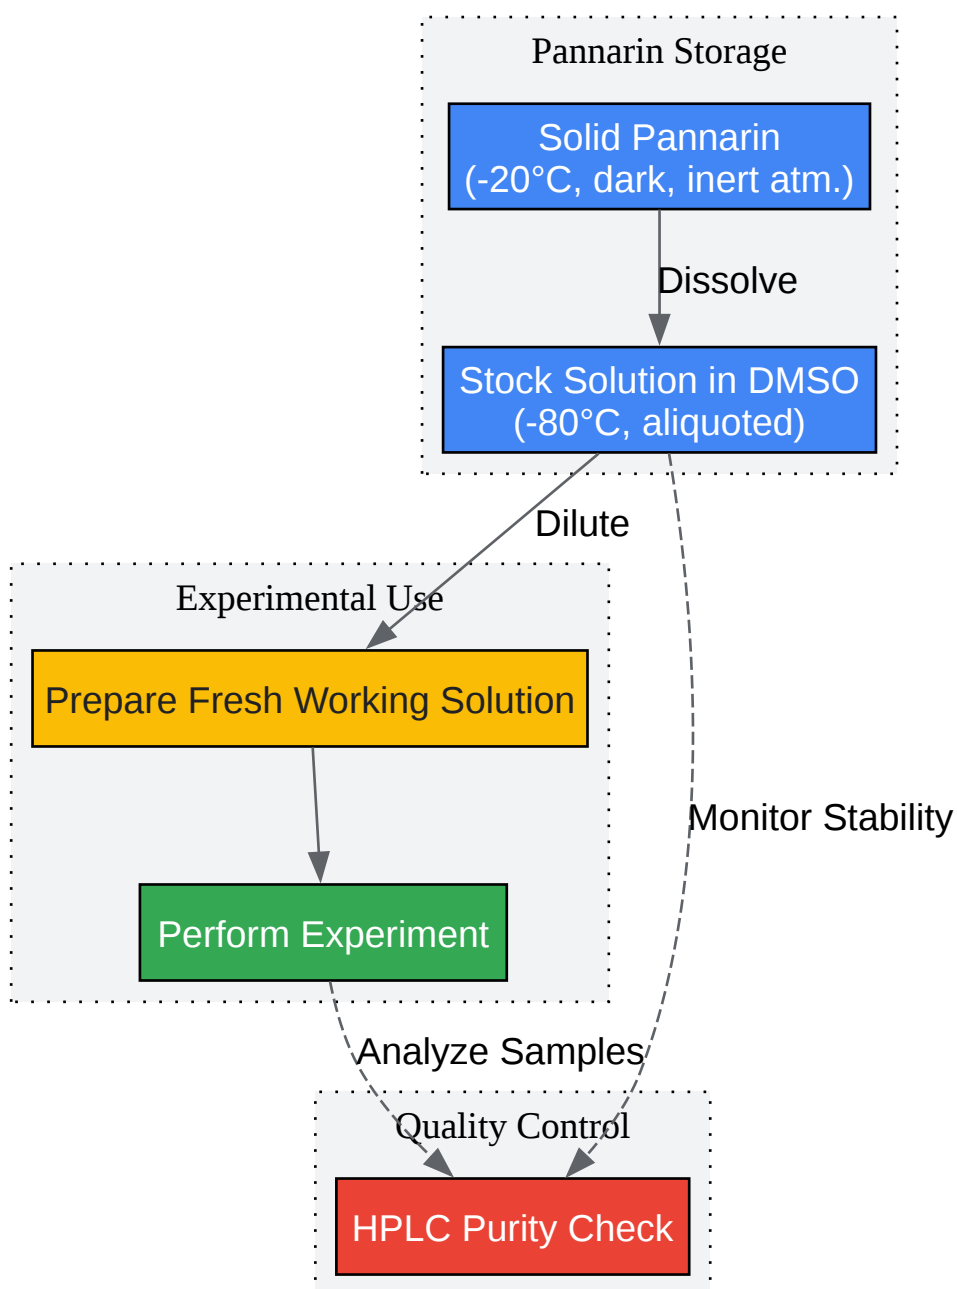 Pannarin Storage
Solid Pannarin
(-20°C, dark, inert atm.)
Dissolve
Stock Solution in DMSO
(-80°C, aliquoted)
Dilute
Experimental Use
Prepare Fresh Working Solution
Monitor Stability
Perform Experiment
Analyze Samples
Quality Control
HPLC Purity Check